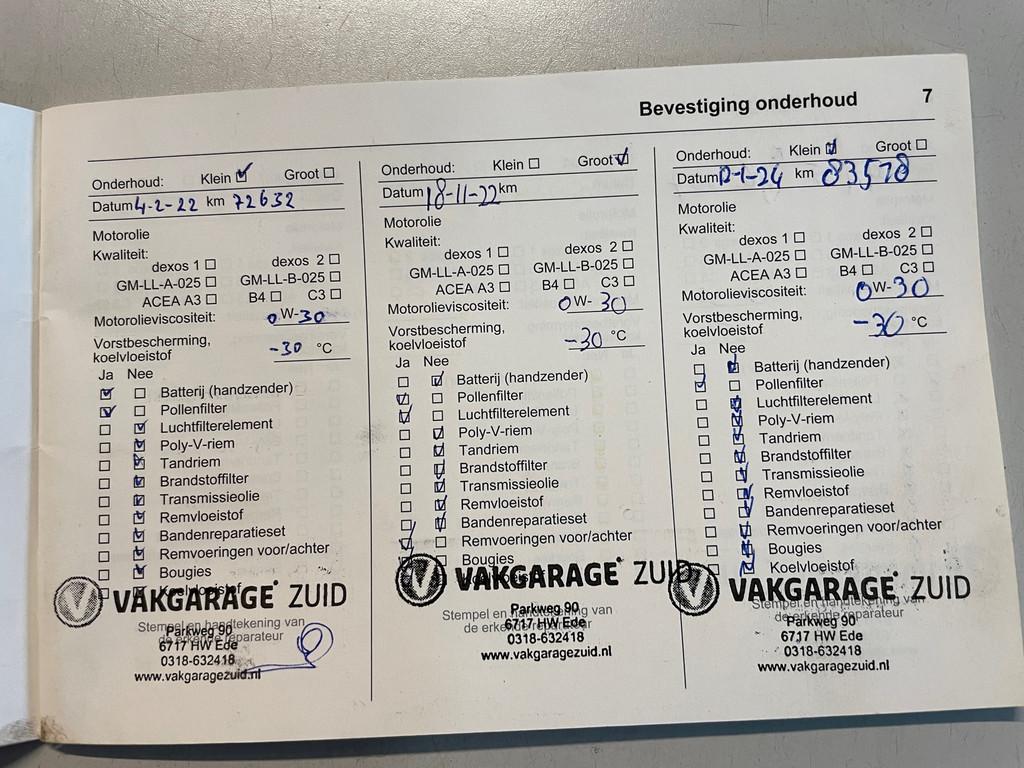 Bevestiging onderhoud 7
Onderhoud: Klein Groot
Datum 4-2-22 km 72632
Motorolie
Kwaliteit:
dexos 1 dexos 2
GM-LL-A-025 GM-LL-B-025
ACEA A3 B4 C3
Motorolieviscositeit: 0W-30
Vorstbescherming,
koelvloeistof -30 °C
Ja Nee
Batterij (handzender)
Pollenfilter
Luchtfilterelement
Poly-V-riem
Tandriem
Brandstoffilter
Transmissieolie
Remvloeistof
Bandenreparatieset
Remvoeringen voor/achter
Bougies
Koelvloeistof
VAKGARAGE ZUID
Stempel en handtekening van
de erkende reparateur
Parkweg 90
6717 HW Ede
0318-632418
www.vakgaragezuid.nl
Onderhoud: Klein Groot
Datum 18-11-22 km
Motorolie
Kwaliteit:
dexos 1 dexos 2
GM-LL-A-025 GM-LL-B-025
ACEA A3 B4 C3
Motorolieviscositeit: 0W-30
Vorstbescherming,
koelvloeistof -30 °C
Ja Nee
Batterij (handzender)
Pollenfilter
Luchtfilterelement
Poly-V-riem
Tandriem
Brandstoffilter
Transmissieolie
Remvloeistof
Bandenreparatieset
Remvoeringen voor/achter
Bougies
VAKGARAGE ZUID
Stempel en handtekening van
de erkende reparateur
Parkweg 90
6717 HW Ede
0318-632418
www.vakgaragezuid.nl
Onderhoud: Klein Groot
Datum 12-1-24 km 83578
Motorolie
Kwaliteit:
dexos 1 dexos 2
GM-LL-A-025 GM-LL-B-025
ACEA A3 B4 C3
Motorolieviscositeit: 0W-30
Vorstbescherming,
koelvloeistof -30 °C
Ja Nee
Batterij (handzender)
Pollenfilter
Luchtfilterelement
Poly-V-riem
Tandriem
Brandstoffilter
Transmissieolie
Remvloeistof
Bandenreparatieset
Remvoeringen voor/achter
Bougies
Koelvloeistof
VAKGARAGE ZUID
Stempel en handtekening van
de erkende reparateur
Parkweg 90
6717 HW Ede
0318-632418
www.vakgaragezuid.nl